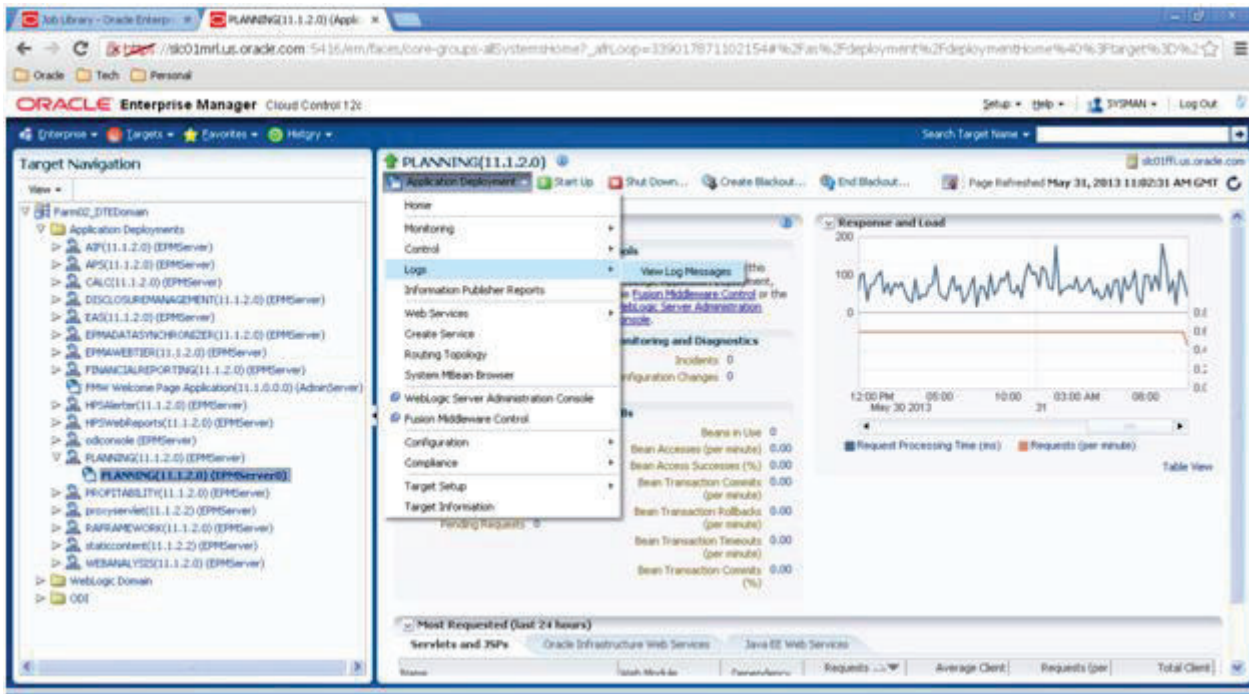 Job Library - Oracle Enterpr
PLANNING(11.1.2.0) (Applic
Oracle Tech Personal
ORACLE Enterprise Manager Cloud Control 12c
Setup Help SYSMAN Log Out
Enterprise Targets Favorites History
Search Target Name
Target Navigation
View
Farm02_DTEDomain
Application Deployments
AIF(11.1.2.0) (EPMServer)
APS(11.1.2.0) (EPMServer)
CALC(11.1.2.0) (EPMServer)
DISCLOSUREMANAGEMENT(11.1.2.0) (EPMServer)
EAS(11.1.2.0) (EPMServer)
EPMADATASYNCHRONIZER(11.1.2.0) (EPMServer)
EPMAWEBTIER(11.1.2.0) (EPMServer)
FINANCIALREPORTING(11.1.2.0) (EPMServer)
FMW Welcome Page Application(11.1.0.0.0) (AdminServer)
HPSAlerter(11.1.2.0) (EPMServer)
HPSWebReports(11.1.2.0) (EPMServer)
odconsole (EPMServer)
PLANNING(11.1.2.0) (EPMServer)
PLANNING(11.1.2.0) (EPMServer0)
PROFITABILITY(11.1.2.0) (EPMServer)
proxyservlet(11.1.2.2) (EPMServer)
RAFRAMEWORK(11.1.2.0) (EPMServer)
staticcontent(11.1.2.2) (EPMServer)
WEBANALYSIS(11.1.2.0) (EPMServer)
WebLogic Domain
ODI
PLANNING(11.1.2.0)
Application Deployment Start Up Shut Down... Create Blackout... End Blackout...
Page Refreshed May 31, 2013 11:02:31 AM GMT
Home
Monitoring
Control
Logs
View Log Messages
Information Publisher Reports
Web Services
Create Service
Routing Topology
System MBean Browser
WebLogic Server Administration Console
Fusion Middleware Control
Configuration
Compliance
Target Setup
Target Information
Pending Requests 0
the
Fusion Middleware Control or the
Server Administration
onitoring and Diagnostics
Incidents 0
nfiguration Changes 0
Beans in Use 0
Bean Accesses (per minute) 0.00
Bean Access Successes (%) 0.00
Bean Transaction Commits (per minute) 0.00
Bean Transaction Rollbacks (per minute) 0.00
Bean Transaction Timeouts (per minute) 0.00
Bean Transaction Commits (%) 0.00
Response and Load
200
100
0
12:00 PM 05:00 10:00 03:00 AM 08:00
May 30 2013 31
Request Processing Time (ms) Requests (per minute)
Table View
Most Requested (last 24 hours)
Servlets and JSPs Oracle Infrastructure Web Services Java EE Web Services
Name Web Module Dependency Requests Average Client Requests (per Total Client